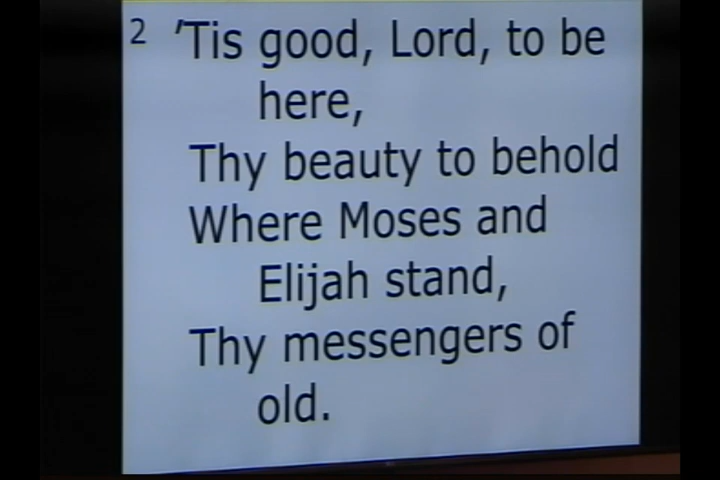 2 ’Tis good, Lord, to be
here,
Thy beauty to behold
Where Moses and
Elijah stand,
Thy messengers of
old.